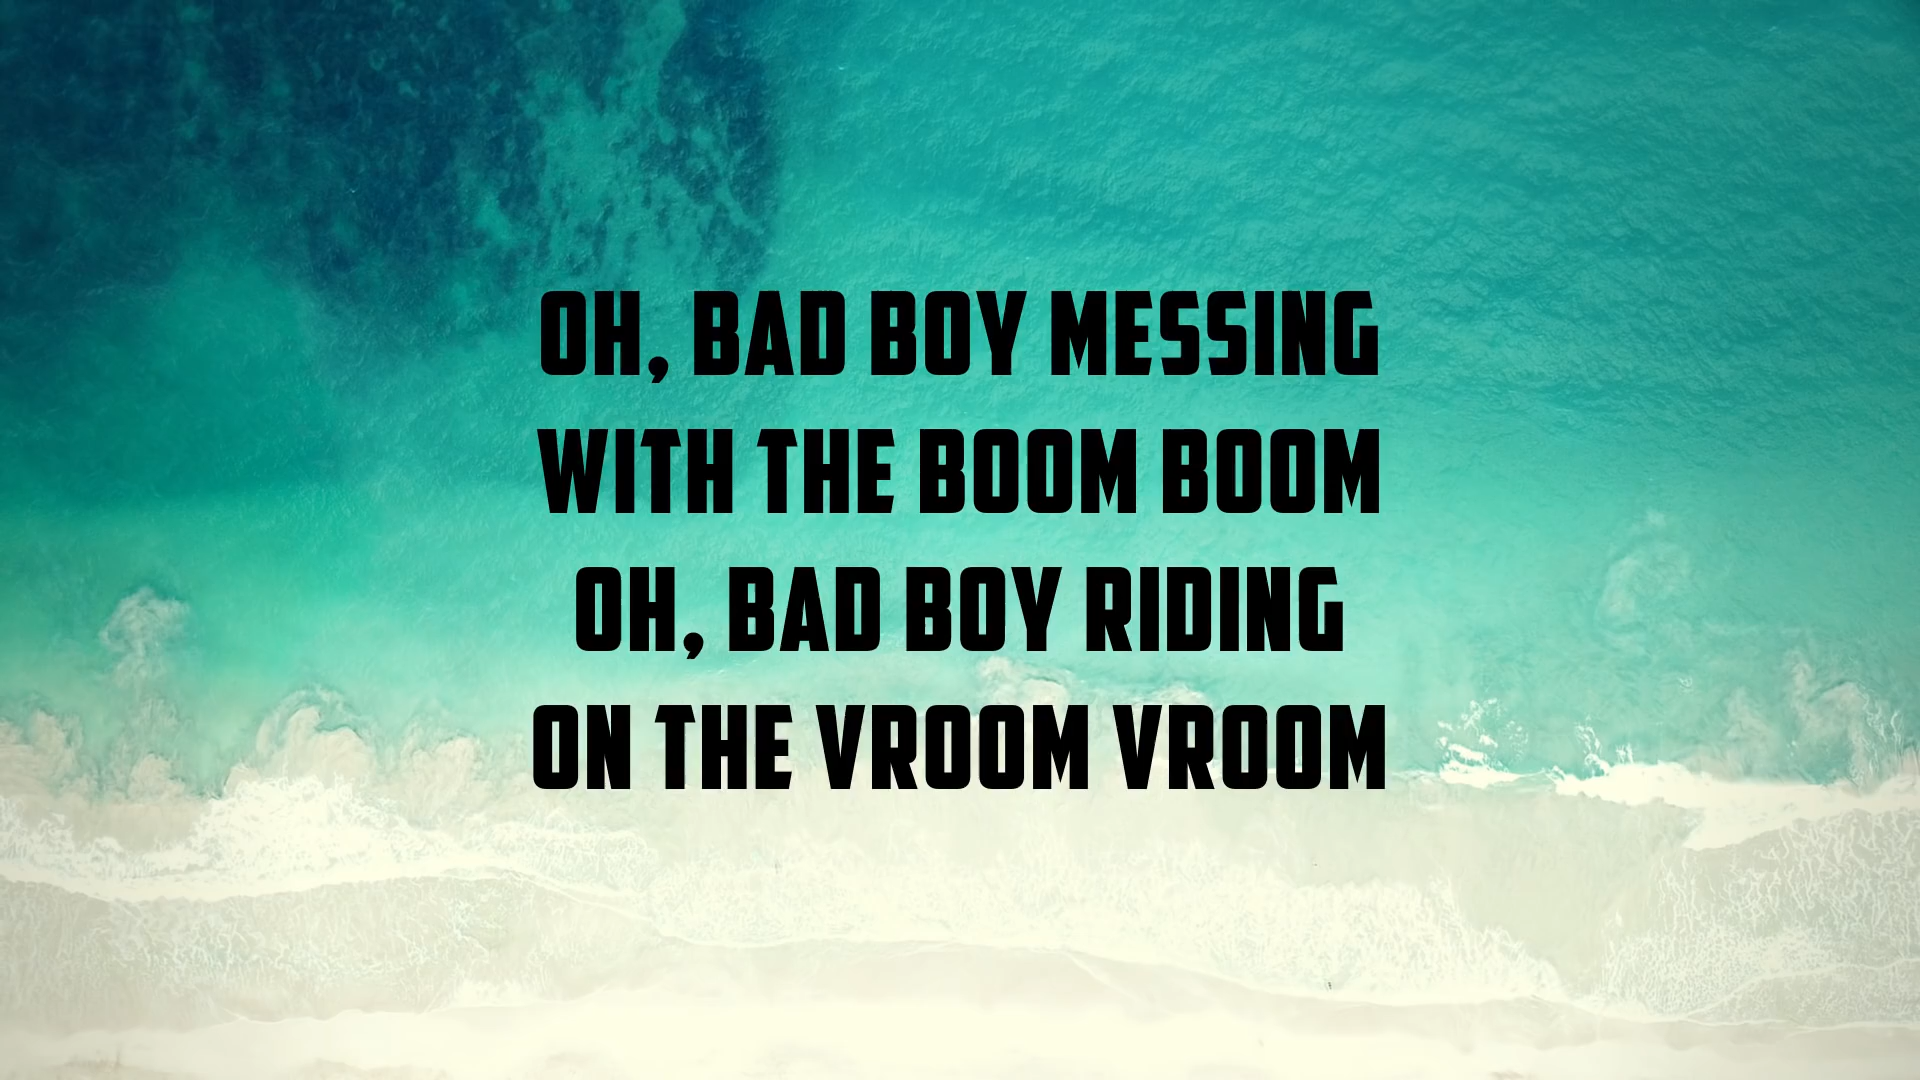 OH, BAD BOY MESSING
WITH THE BOOM BOOM
OH, BAD BOY RIDING
ON THE VROOM VROOM